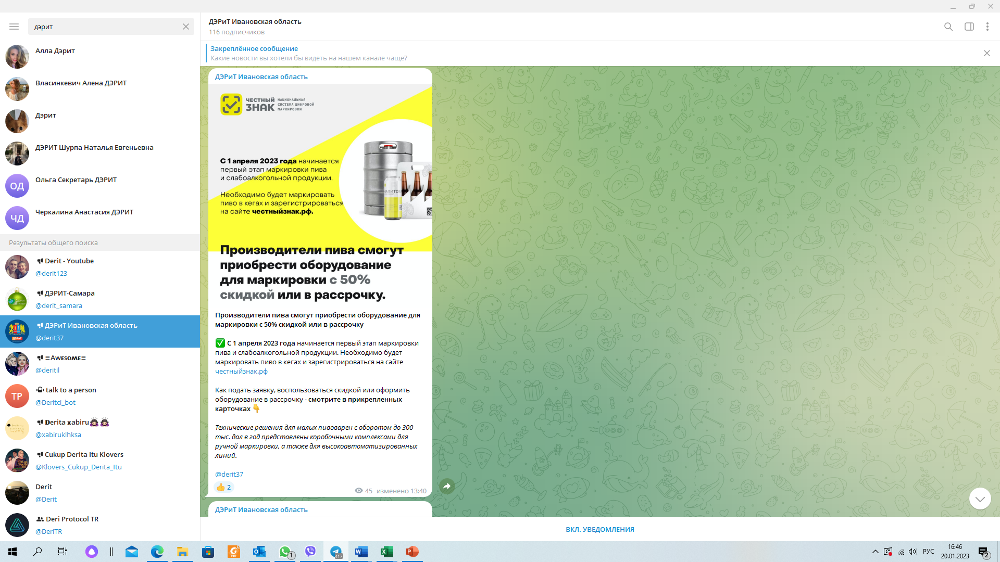 дэрит
Алла Дэрит
Власинкевич Алена ДЭРИТ
Дэрит
ДЭРИТ Шурпа Наталья Евгеньевна
ОД
Ольга Секретарь ДЭРИТ
ЧД
Черкалина Анастасия ДЭРИТ
Результаты общего поиска
Derit - Youtube
@derit123
ДЭРИТ-Самара
@derit_samara
ДЭРиТ Ивановская область
@derit37
≡Aᴡᴇsoᴍᴇ≡
@deritil
TP
talk to a person
@Deritci_bot
𝐃erita 𝐱abiru
@xabiruklhksa
Cukup Derita Itu Klovers
@Klovers_Cukup_Derita_Itu
Derit
@Derit
Deri Protocol TR
@DeriTR
ДЭРиТ Ивановская область
116 подписчиков
Закреплённое сообщение
Какие новости вы хотели бы видеть на нашем канале чаще?
ДЭРиТ Ивановская область
ЧЕСТНЫЙ
ЗНАК
НАЦИОНАЛЬНАЯ
СИСТЕМА ЦИФРОВОЙ
МАРКИРОВКИ
С 1 апреля 2023 года начинается
первый этап маркировки пива
и слабоалкогольной продукции.
Необходимо будет маркировать
пиво в кегах и зарегистрироваться
на сайте честныйзнак.рф.
Производители пива смогут
приобрести оборудование
для маркировки с 50%
скидкой или в рассрочку.
Производители пива смогут приобрести оборудование для
маркировки с 50% скидкой или в рассрочку
✅ С 1 апреля 2023 года начинается первый этап маркировки
пива и слабоалкогольной продукции. Необходимо будет
маркировать пиво в кегах и зарегистрироваться на сайте
честныйзнак.рф
Как подать заявку, воспользоваться скидкой или оформить
оборудование в рассрочку - смотрите в прикрепленных
карточках 👇
Технические решения для малых пивоварен с оборотом до 300
тыс. дал в год представлены коробочными комплексами для
ручной маркировки, а также для высокоавтоматизированных
линий.
@derit37
👍 2
45 изменено 13:40
ДЭРиТ Ивановская область
ВКЛ. УВЕДОМЛЕНИЯ
1
417
РУС
16:46
20.01.2023
2